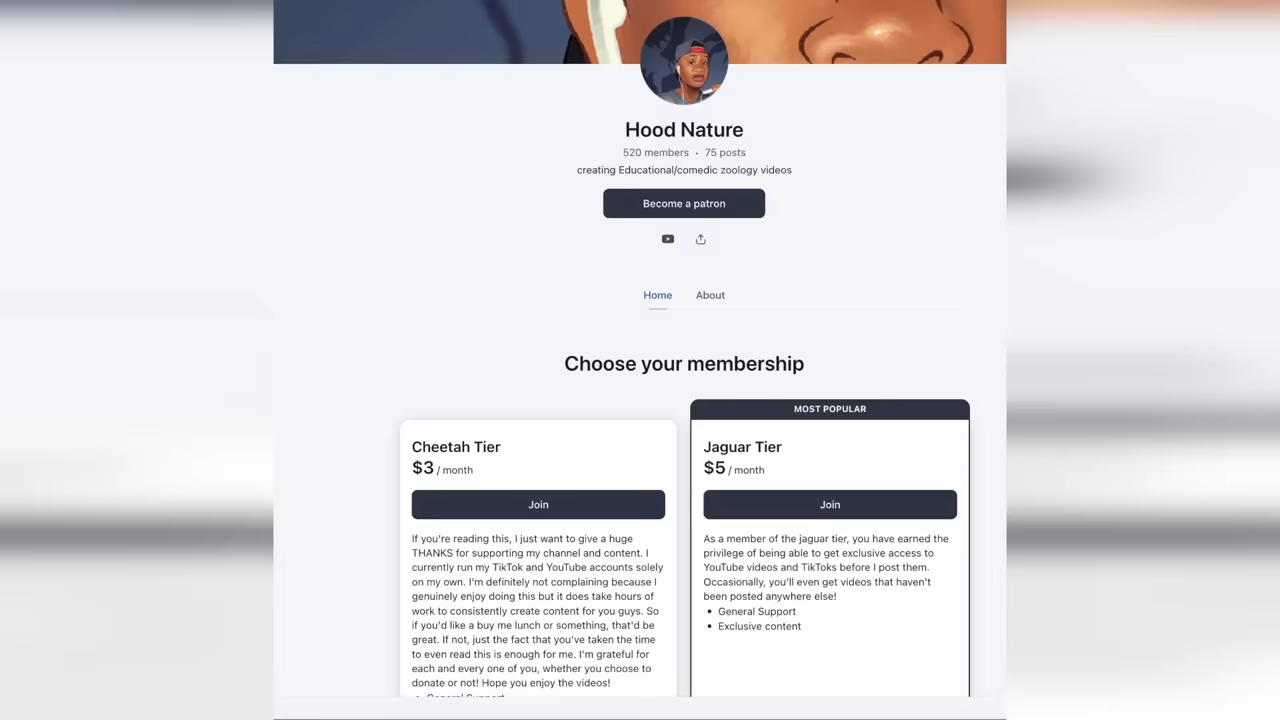 Hood Nature
520 members · 75 posts
creating Educational/comedic zoology videos
Become a patron
Home About
Choose your membership
Cheetah Tier
$3 / month
Join
If you're reading this, I just want to give a huge
THANKS for supporting my channel and content. I
currently run my TikTok and YouTube accounts solely
on my own. I'm definitely not complaining because I
genuinely enjoy doing this but it does take hours of
work to consistently create content for you guys. So
if you'd like a buy me lunch or something, that'd be
great. If not, just the fact that you've taken the time
to even read this is enough for me. I'm grateful for
each and every one of you, whether you choose to
donate or not! Hope you enjoy the videos!
• General Support
MOST POPULAR
Jaguar Tier
$5 / month
Join
As a member of the jaguar tier, you have earned the
privilege of being able to get exclusive access to
YouTube videos and TikToks before I post them.
Occasionally, you'll even get videos that haven't
been posted anywhere else!
• General Support
• Exclusive content